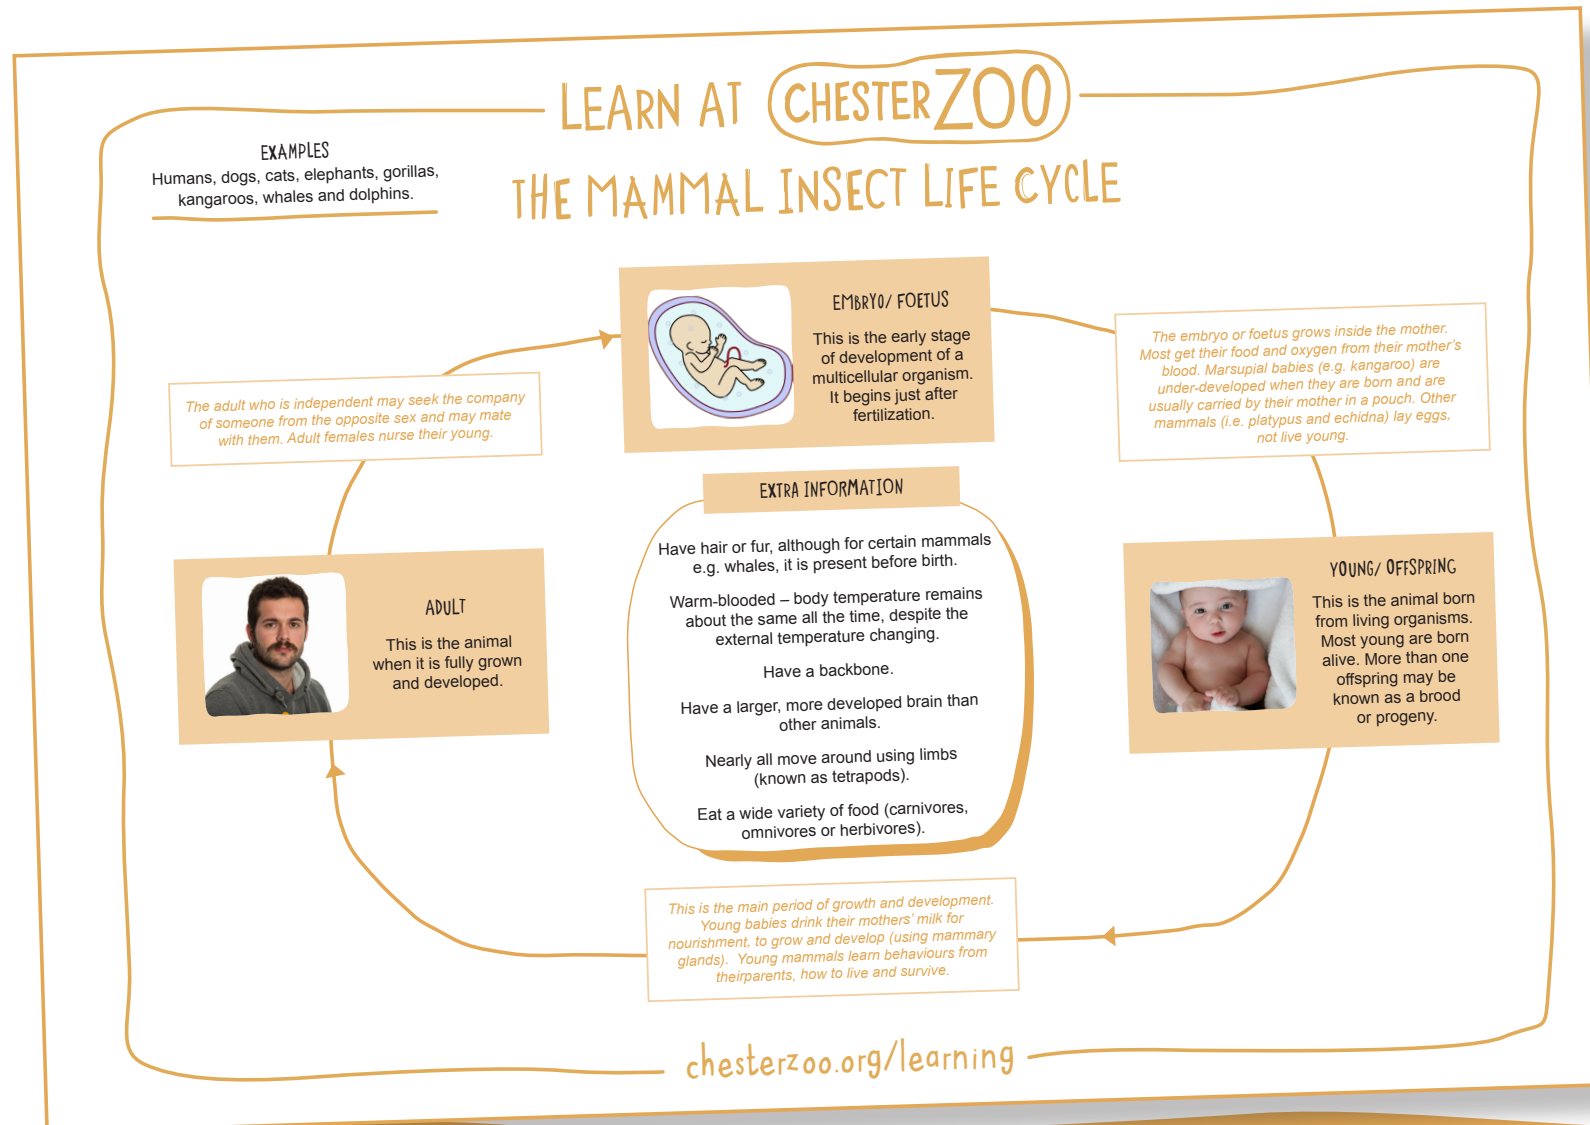 LEARN AT CHESTER ZOO
THE MAMMAL INSECT LIFE CYCLE
EXAMPLES
Humans, dogs, cats, elephants, gorillas,
kangaroos, whales and dolphins.
EMBRYO/ FOETUS
This is the early stage
of development of a
multicellular organism.
It begins just after
fertilization.
The embryo or foetus grows inside the mother.
Most get their food and oxygen from their mother's
blood. Marsupial babies (e.g. kangaroo) are
under-developed when they are born and are
usually carried by their mother in a pouch. Other
mammals (i.e. platypus and echidna) lay eggs,
not live young.
YOUNG/ OFFSPRING
This is the animal born
from living organisms.
Most young are born
alive. More than one
offspring may be
known as a brood
or progeny.
This is the main period of growth and development.
Young babies drink their mothers' milk for
nourishment, to grow and develop (using mammary
glands). Young mammals learn behaviours from
theirparents, how to live and survive.
ADULT
This is the animal
when it is fully grown
and developed.
The adult who is independent may seek the company
of someone from the opposite sex and may mate
with them. Adult females nurse their young.
EXTRA INFORMATION
Have hair or fur, although for certain mammals
e.g. whales, it is present before birth.
Warm-blooded – body temperature remains
about the same all the time, despite the
external temperature changing.
Have a backbone.
Have a larger, more developed brain than
other animals.
Nearly all move around using limbs
(known as tetrapods).
Eat a wide variety of food (carnivores,
omnivores or herbivores).
chesterzoo.org/learning